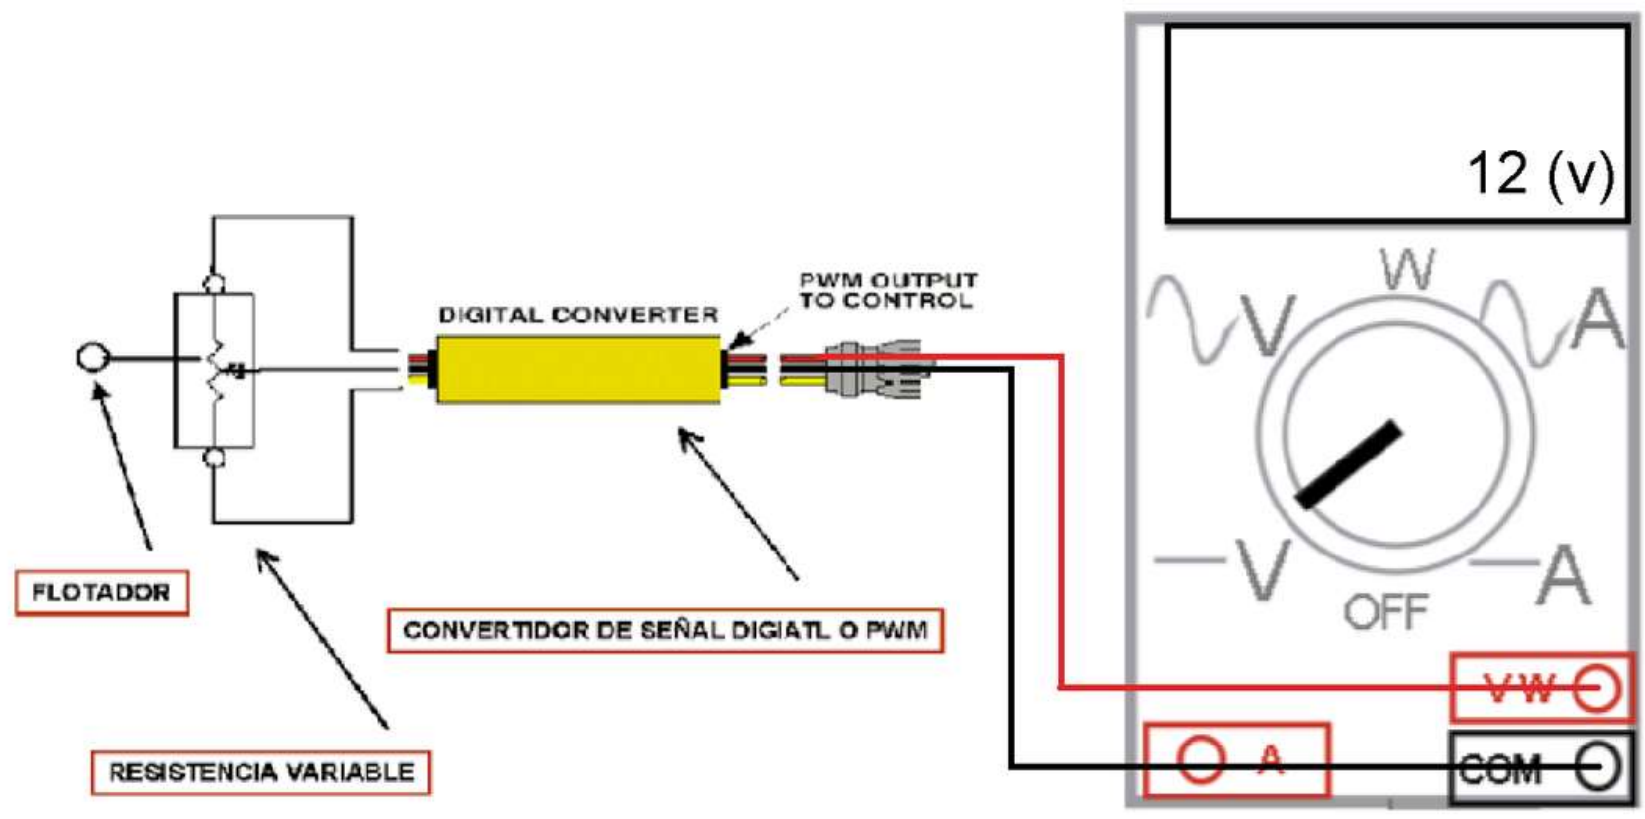 12 (v)
W
V
A
PWM OUTPUT
TO CONTROL
DIGITAL CONVERTER
FLOTADOR
CONVERTIDOR DE SEÑAL DIGIATL O PWM
V
A
OFF
RESISTENCIA VARIABLE
VW
A
COM